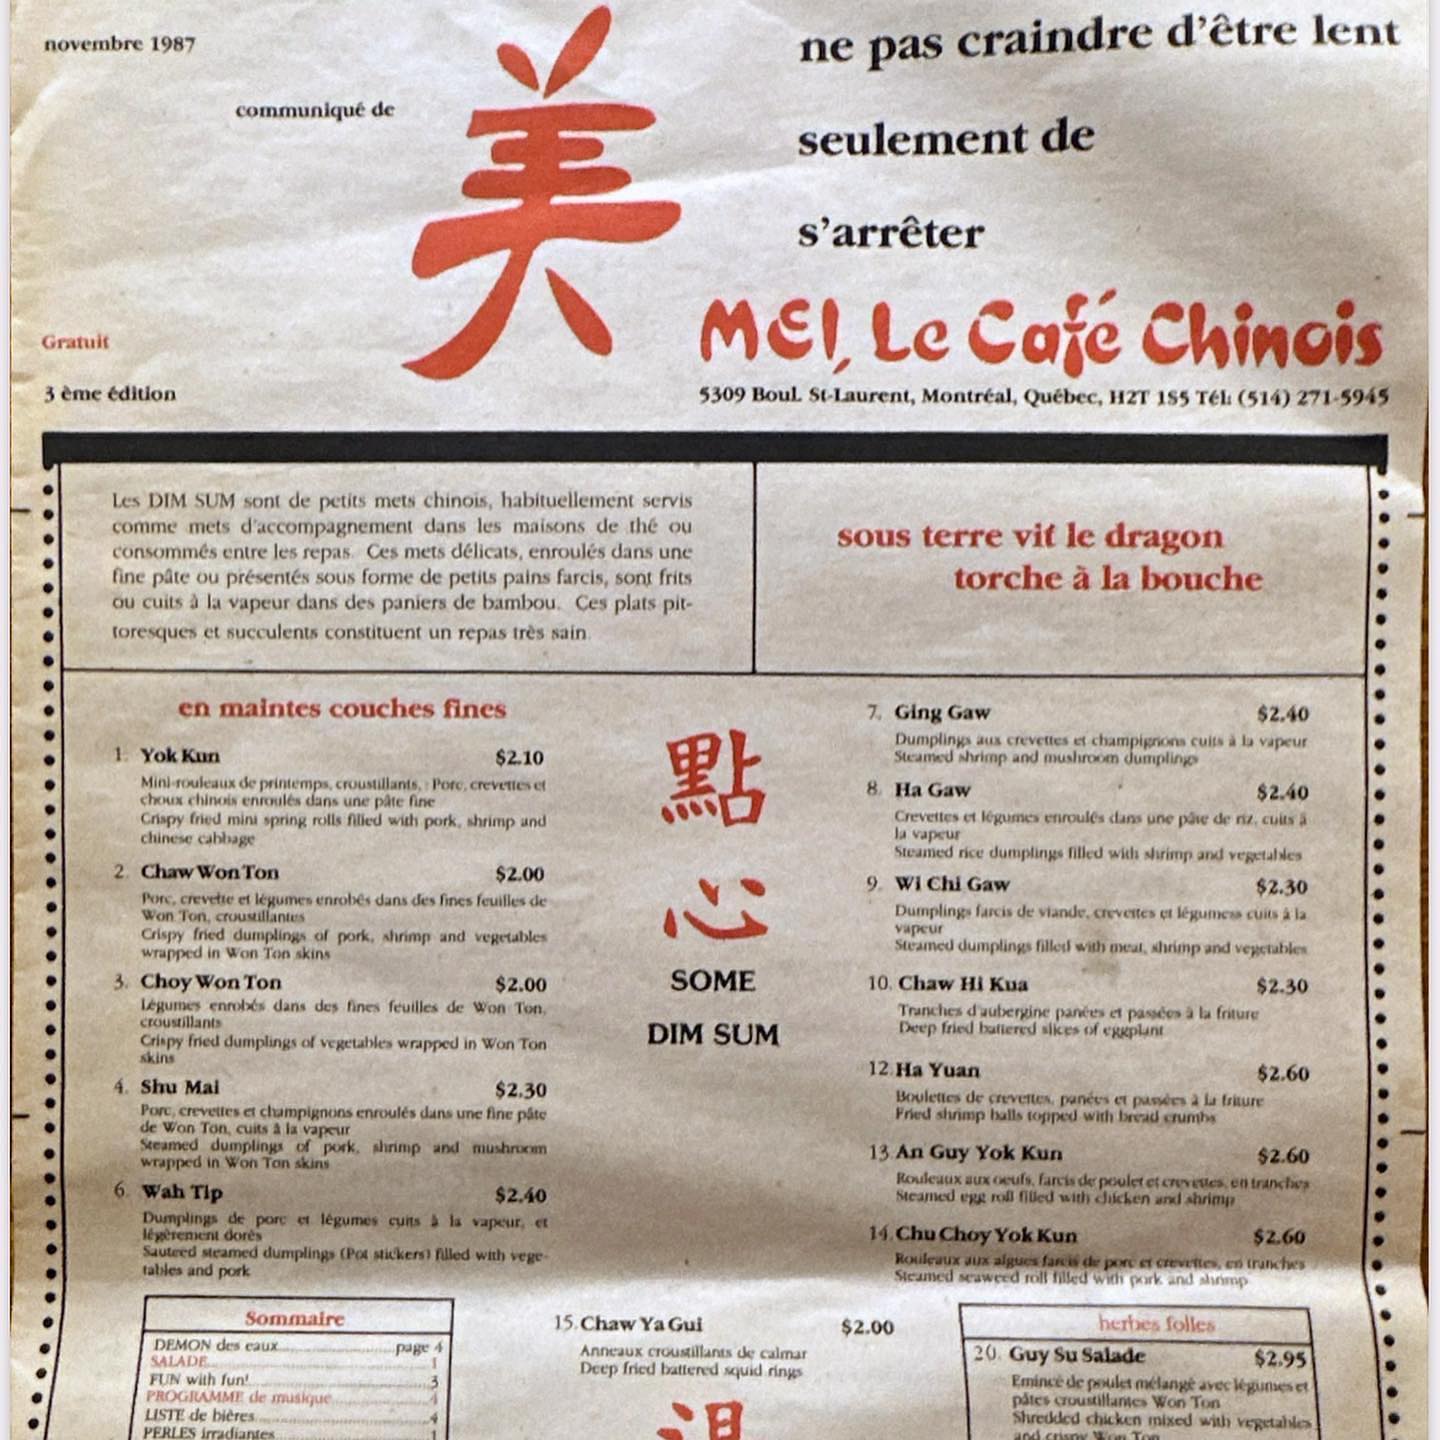 novembre 1987
communiqué de
美
ne pas craindre d'être lent
seulement de
s'arrêter
Gratuit
3 ème édition
MEI, Le Café Chinois
5309 Boul. St-Laurent, Montréal, Québec, H2T 1S5 Tél: (514) 271-5945
Les DIM SUM sont de petits mets chinois, habituellement servis
comme mets d'accompagnement dans les maisons de thé ou
consommés entre les repas. Ces mets délicats, enroulés dans une
fine pâte ou présentés sous forme de petits pains farcis, sont frits
ou cuits à la vapeur dans des paniers de bambou. Ces plats pit-
toresques et succulents constituent un repas très sain.
sous terre vit le dragon
torche à la bouche
en maintes couches fines
1. Yok Kun $2.10
Mini-rouleaux de printemps, croustillants, : Porc, crevettes et
choux chinois enroulés dans une pâte fine
Crispy fried mini spring rolls filled with pork, shrimp and
chinese cabbage
2. Chaw Won Ton $2.00
Porc, crevette et légumes enrobés dans des fines feuilles de
Won Ton, croustillantes
Crispy fried dumplings of pork, shrimp and vegetables
wrapped in Won Ton skins
3. Choy Won Ton $2.00
Légumes enrobés dans des fines feuilles de Won Ton,
croustillants
Crispy fried dumplings of vegetables wrapped in Won Ton
skins
4. Shu Mai $2.30
Porc, crevettes et champignons enroulés dans une fine pâte
de Won Ton, cuits à la vapeur
Steamed dumplings of pork, shrimp and mushroom
wrapped in Won Ton skins
6. Wah Tip $2.40
Dumplings de porc et légumes cuits à la vapeur, et
légèrement dorés
Sauteed steamed dumplings (Pot stickers) filled with vege-
tables and pork
點
心
SOME
DIM SUM
7. Ging Gaw $2.40
Dumplings aux crevettes et champignons cuits à la vapeur
Steamed shrimp and mushroom dumplings
8. Ha Gaw $2.40
Crevettes et légumes enroulés dans une pâte de riz, cuits à
la vapeur
Steamed rice dumplings filled with shrimp and vegetables
9. Wi Chi Gaw $2.30
Dumplings farcis de viande, crevettes et légumess cuits à la
vapeur
Steamed dumplings filled with meat, shrimp and vegetables
10. Chaw Hi Kua $2.30
Tranches d'aubergine panées et passées à la friture
Deep fried battered slices of eggplant
12. Ha Yuan $2.60
Boulettes de crevettes, panées et passées à la friture
Fried shrimp balls topped with bread crumbs
13. An Guy Yok Kun $2.60
Rouleaux aux oeufs, farcis de poulet et crevettes, en tranches
Steamed egg roll filled with chicken and shrimp
14. Chu Choy Yok Kun $2.60
Rouleaux aux algues farcis de porc et crevettes, en tranches
Steamed seaweed roll filled with pork and shrimp
Sommaire
DEMON des eaux page 4
SALADE 1
FUN with fun! 3
PROGRAMME de musique 4
LISTE de bières 4
PERLES irradiantes 1
15. Chaw Ya Gui $2.00
Anneaux croustillants de calmar
Deep fried battered squid rings
herbes folles
20. Guy Su Salade $2.95
Emincé de poulet mélangé avec légumes et
pâtes croustillantes Won Ton
Shredded chicken mixed with vegetables
and crispy Won Ton